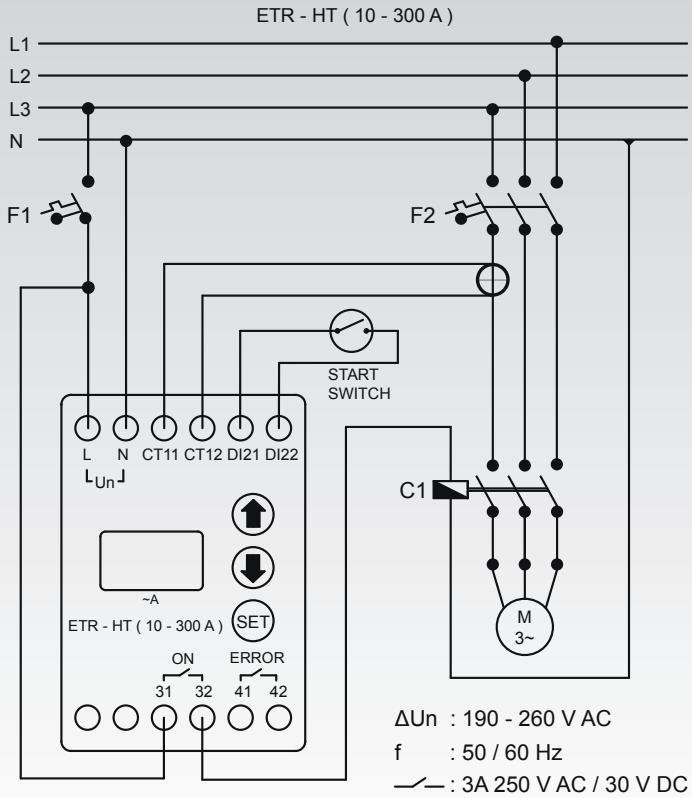 ETR - HT ( 10 - 300 A )
L1
L2
L3
N
F1
F2
START
SWITCH
L N CT11 CT12 DI21 DI22
Un
C1
~A
ETR - HT ( 10 - 300 A )
SET
M
3~
ON ERROR
31 32 41 42
ΔUn : 190 - 260 V AC
f : 50 / 60 Hz
: 3A 250 V AC / 30 V DC